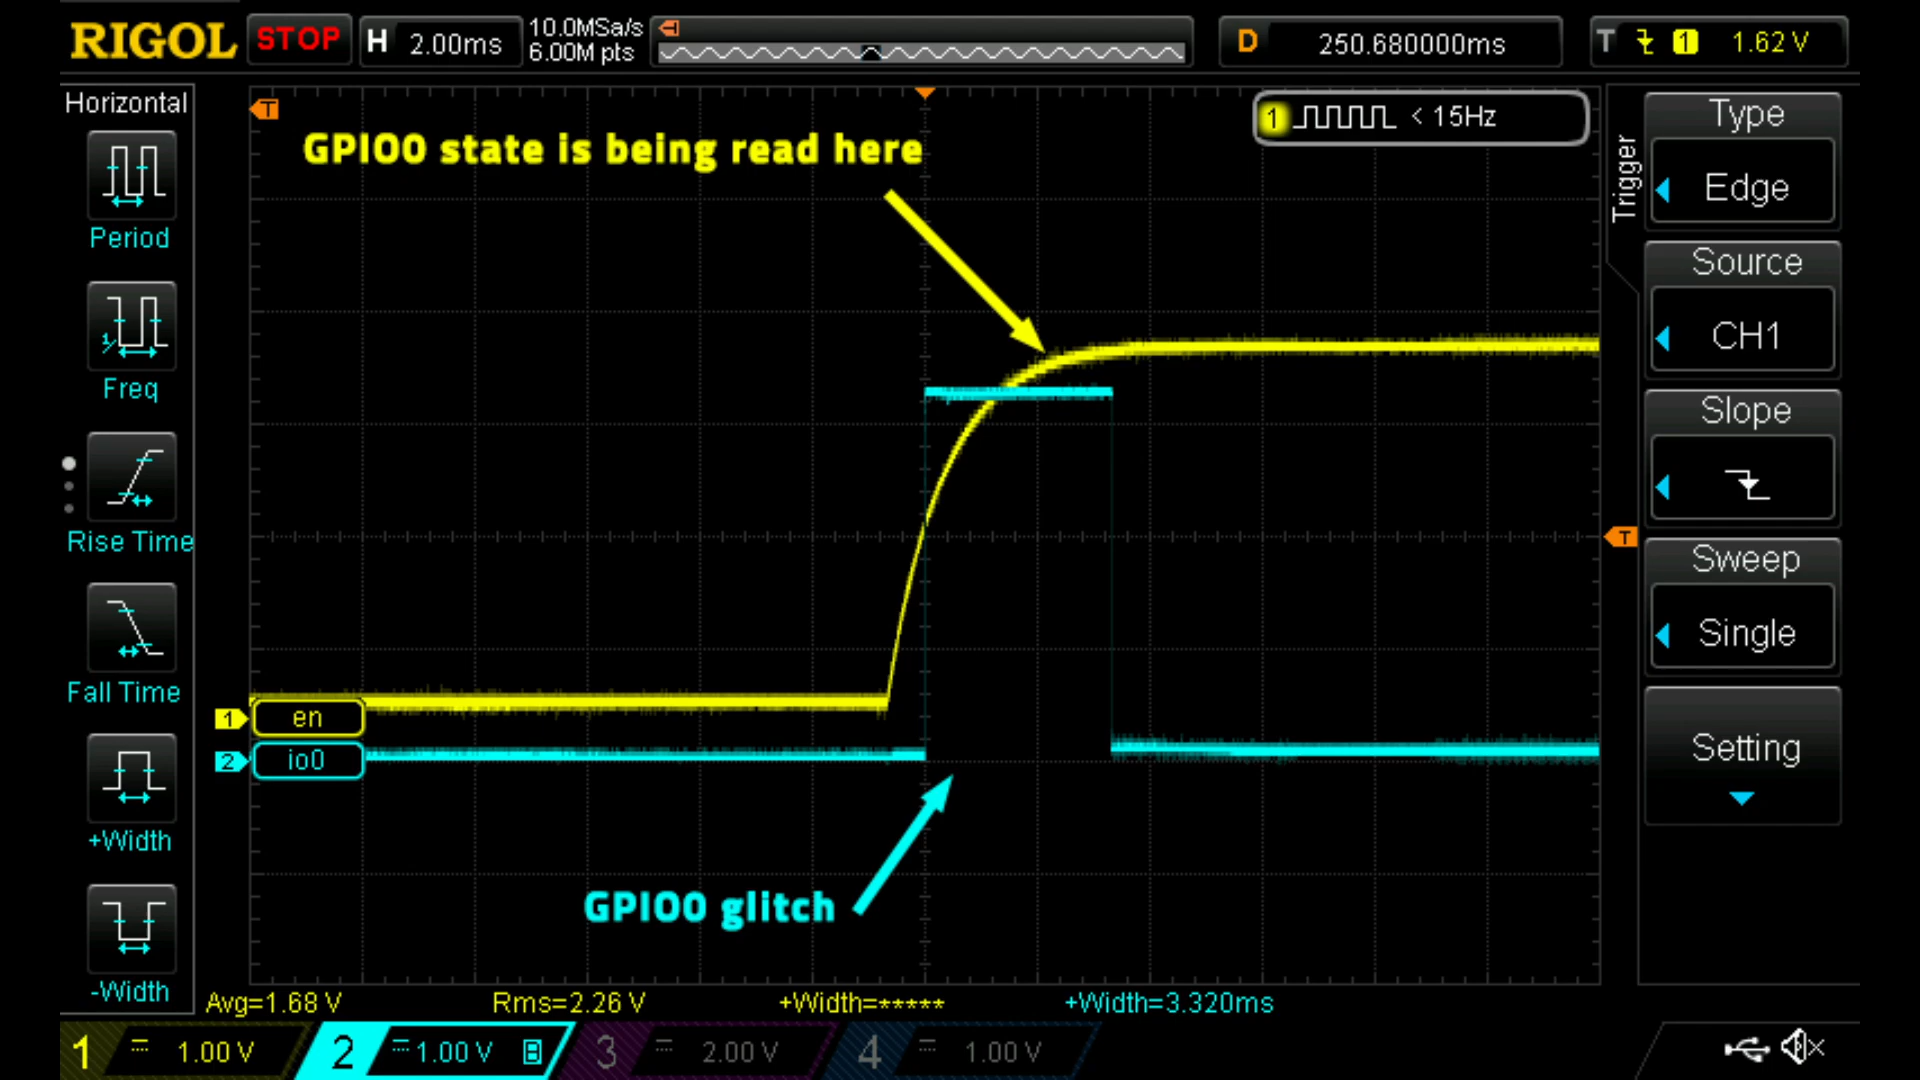 RIGOL STOP H 2.00ms 10.0MSa/s D 250.680000ms T 1 1.62 V
6.00M pts
Horizontal
T
1 < 15Hz
GPIO0 state is being read here
Period
Freq
Rise Time
Fall Time
+Width
-Width
Trigger
Type
Edge
Source
CH1
Slope
T
Sweep
Single
Setting
1 en
2 io0
GPIO0 glitch
Avg=1.68 V Rms=2.26 V +Width=***** +Width=3.320ms
1 1.00 V 2 1.00 V B 3 2.00 V 4 1.00 V